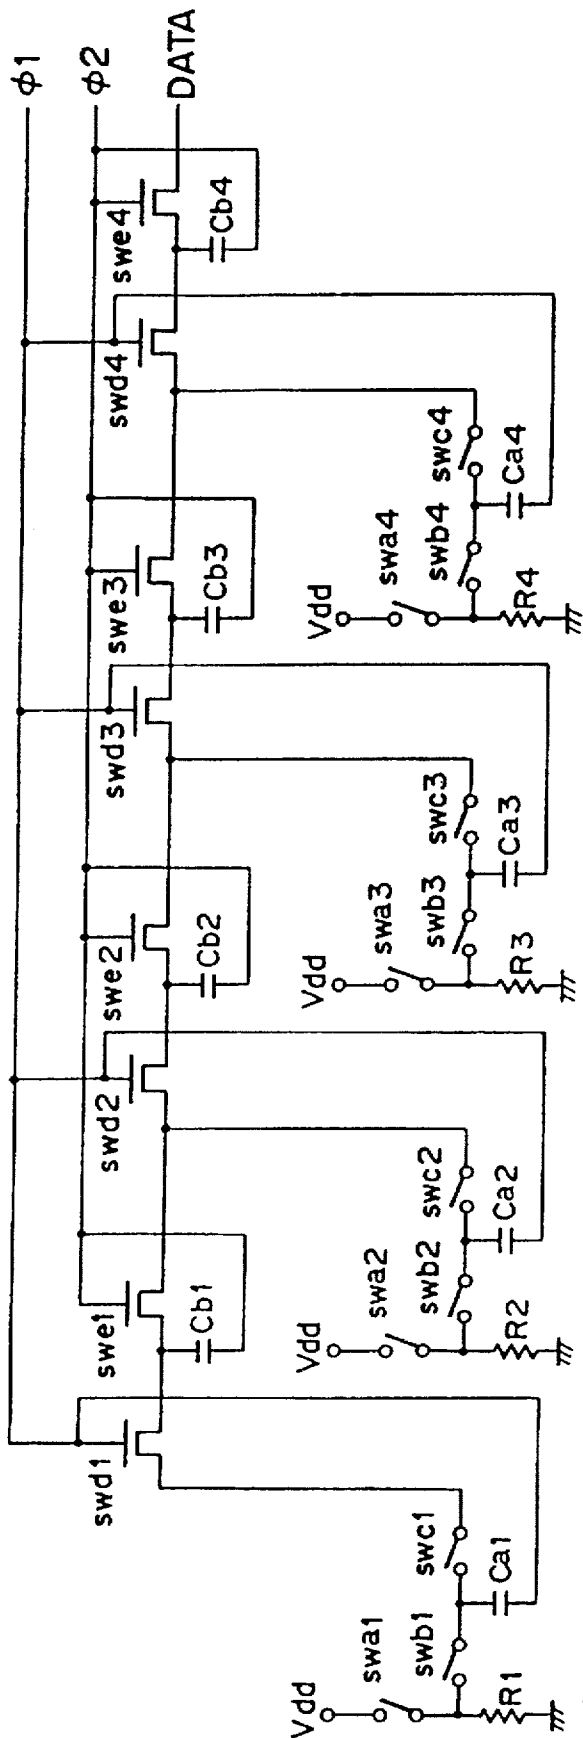 ϕ1
ϕ2
DATA
swe4
Cb4
swd4
swc4
Ca4
swb4
swa4
Vdd
R4
swe3
Cb3
swd3
swc3
Ca3
swb3
swa3
Vdd
R3
swe2
Cb2
swd2
swc2
Ca2
swb2
swa2
Vdd
R2
swe1
Cb1
swd1
swc1
Ca1
swb1
swa1
Vdd
R1